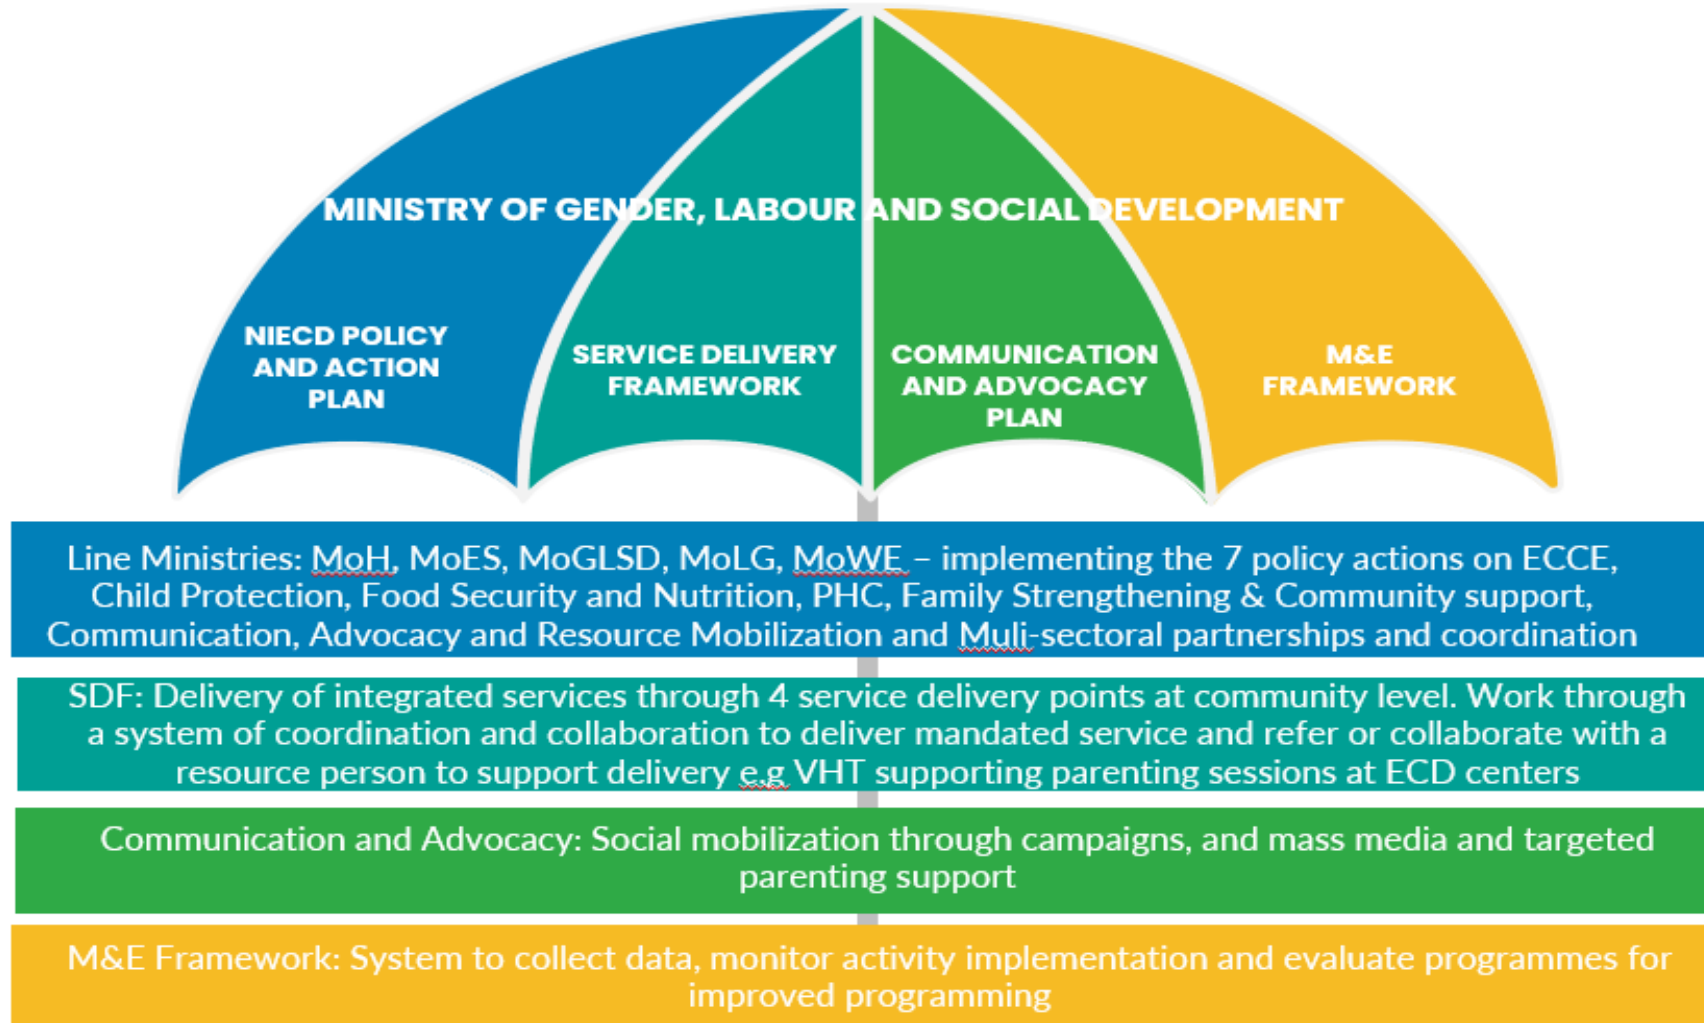 MINISTRY OF GENDER, LABOUR AND SOCIAL DEVELOPMENT
NIECD POLICY
AND ACTION
PLAN
SERVICE DELIVERY
FRAMEWORK
COMMUNICATION
AND ADVOCACY
PLAN
M&E
FRAMEWORK
Line Ministries: MoH, MoES, MoGLSD, MoLG, MoWE – implementing the 7 policy actions on ECCE,
Child Protection, Food Security and Nutrition, PHC, Family Strengthening & Community support,
Communication, Advocacy and Resource Mobilization and Muli-sectoral partnerships and coordination
SDF: Delivery of integrated services through 4 service delivery points at community level. Work through
a system of coordination and collaboration to deliver mandated service and refer or collaborate with a
resource person to support delivery e.g VHT supporting parenting sessions at ECD centers
Communication and Advocacy: Social mobilization through campaigns, and mass media and targeted
parenting support
M&E Framework: System to collect data, monitor activity implementation and evaluate programmes for
improved programming